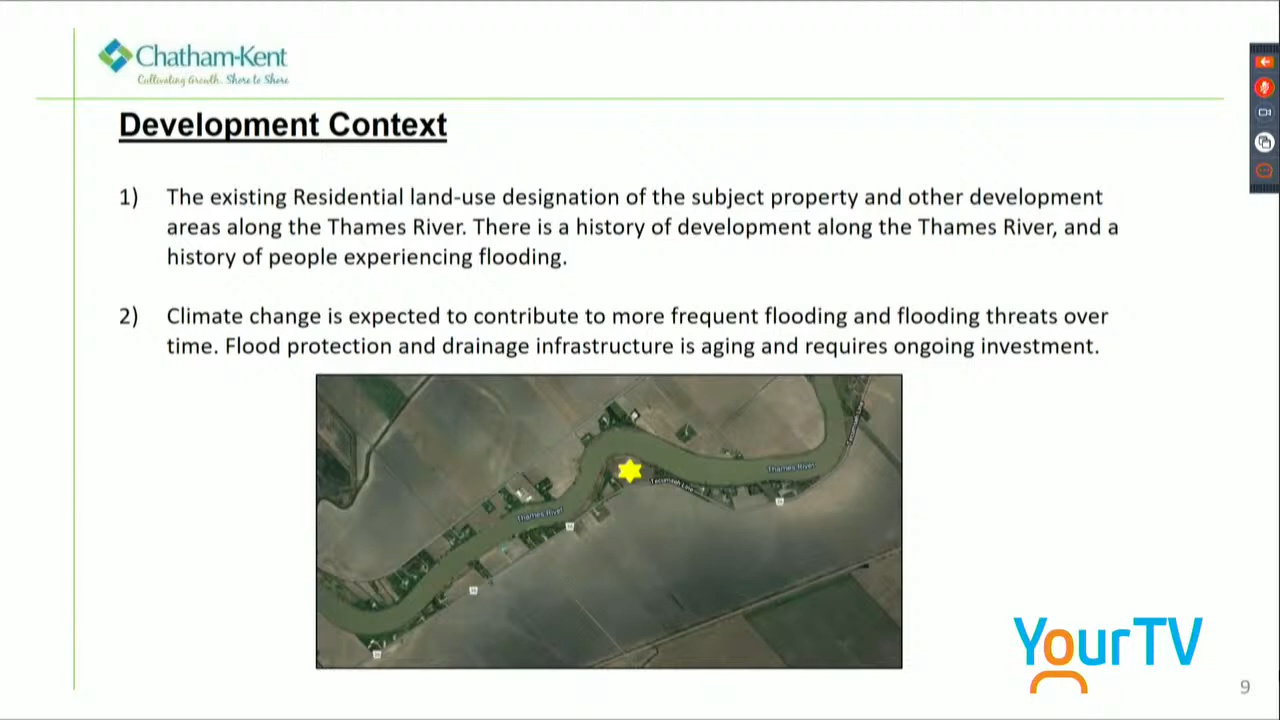 Chatham-Kent
Cultivating Growth. Shore to Shore
Development Context
1) The existing Residential land-use designation of the subject property and other development
areas along the Thames River. There is a history of development along the Thames River, and a
history of people experiencing flooding.
2) Climate change is expected to contribute to more frequent flooding and flooding threats over
time. Flood protection and drainage infrastructure is aging and requires ongoing investment.
Tecumseh Line
Thames River
Tecumseh Line
Thames River
YourTV
9